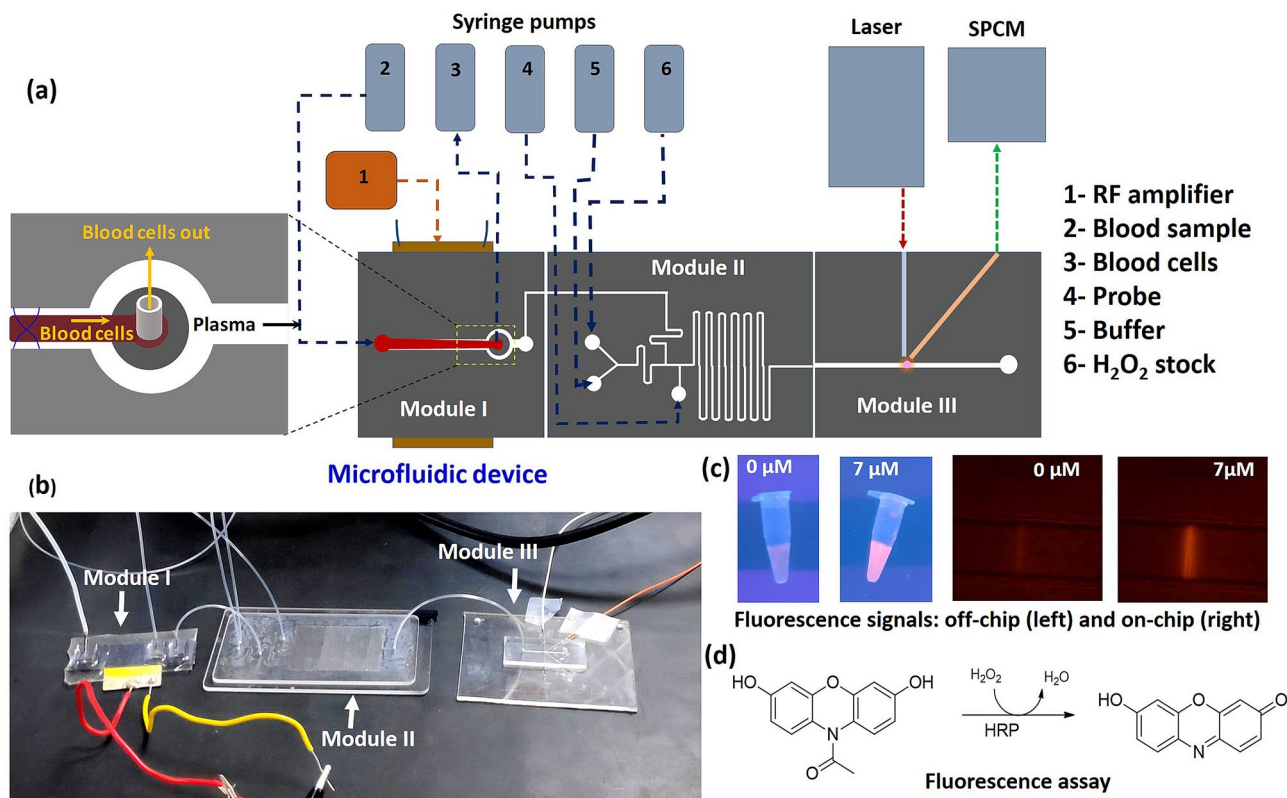 Syringe pumps
Laser
SPCM
(a)
2
3
4
5
6
1
Blood cells out
Blood cells
Plasma
Module I
Module II
Module III
1- RF amplifier
2- Blood sample
3- Blood cells
4- Probe
5- Buffer
6- H₂O₂ stock
Microfluidic device
(b)
Module I
Module II
Module III
(c)
0 μM
7 μM
0 μM
7μM
Fluorescence signals: off-chip (left) and on-chip (right)
(d)
HO
O
HO
N
O
H₂O₂
H₂O
HRP
HO
O
O
N
Fluorescence assay